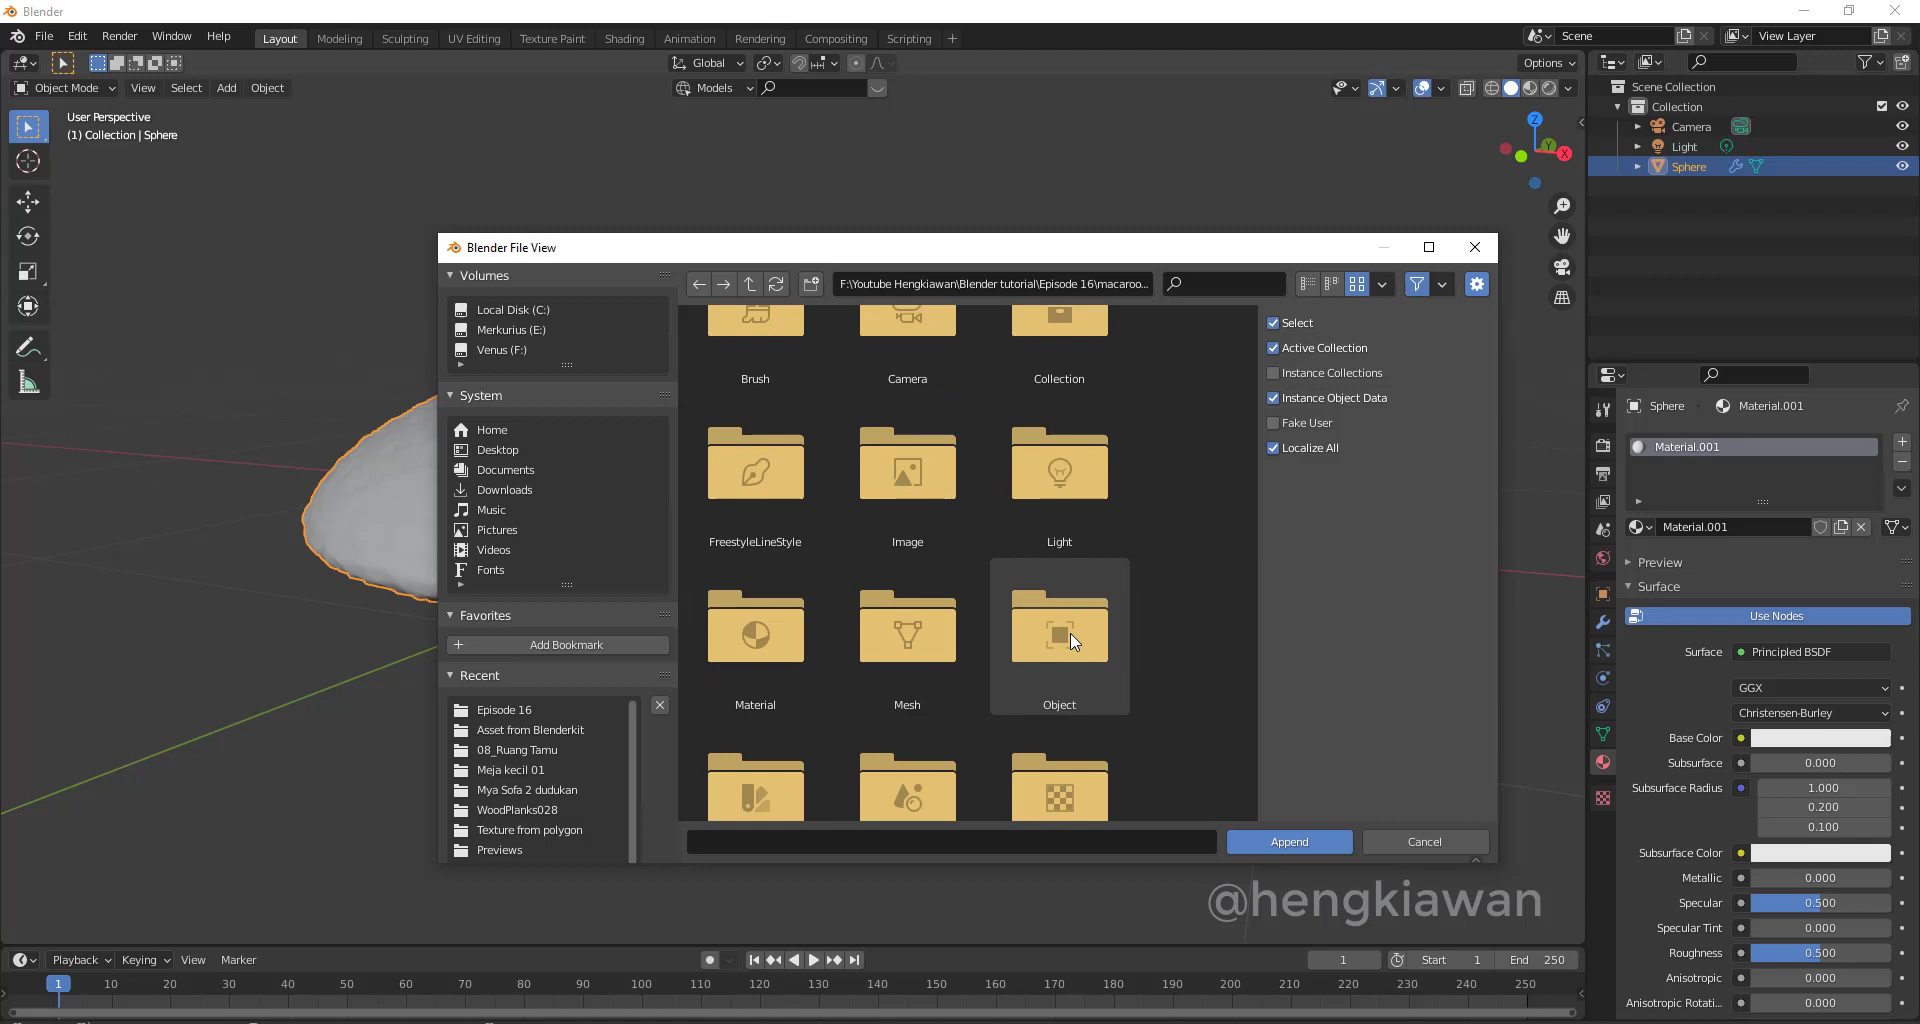 Blender
File Edit Render Window Help
Layout Modeling Sculpting UV Editing Texture Paint Shading Animation Rendering Compositing Scripting
Scene
View Layer
Global
Options
Object Mode View Select Add Object
Models
User Perspective
(1) Collection | Sphere
Z
Y
X
Scene Collection
Collection
Camera
Light
Sphere
Blender File View
Volumes
Local Disk (C:)
Merkurius (E:)
Venus (F:)
System
Home
Desktop
Documents
Downloads
Music
Pictures
Videos
Fonts
Favorites
Add Bookmark
Recent
Episode 16
Asset from Blenderkit
08_Ruang Tamu
Meja kecil 01
Mya Sofa 2 dudukan
WoodPlanks028
Texture from polygon
Previews
F:\Youtube Hengkiawan\Blender tutorial\Episode 16\macaroo...
Brush Camera Collection
FreestyleLineStyle Image Light
Material Mesh Object
Select
Active Collection
Instance Collections
Instance Object Data
Fake User
Localize All
Append Cancel
@hengkiawan
Sphere Material.001
Material.001
Material.001
Preview
Surface
Use Nodes
Surface Principled BSDF
GGX
Christensen-Burley
Base Color
Subsurface 0.000
Subsurface Radius 1.000
0.200
0.100
Subsurface Color
Metallic 0.000
Specular 0.500
Specular Tint 0.000
Roughness 0.500
Anisotropic 0.000
Anisotropic Rotati... 0.000
Playback Keying View Marker
1 Start 1 End 250
1 10 20 30 40 50 60 70 80 90 100 110 120 130 140 150 160 170 180 190 200 210 220 230 240 250